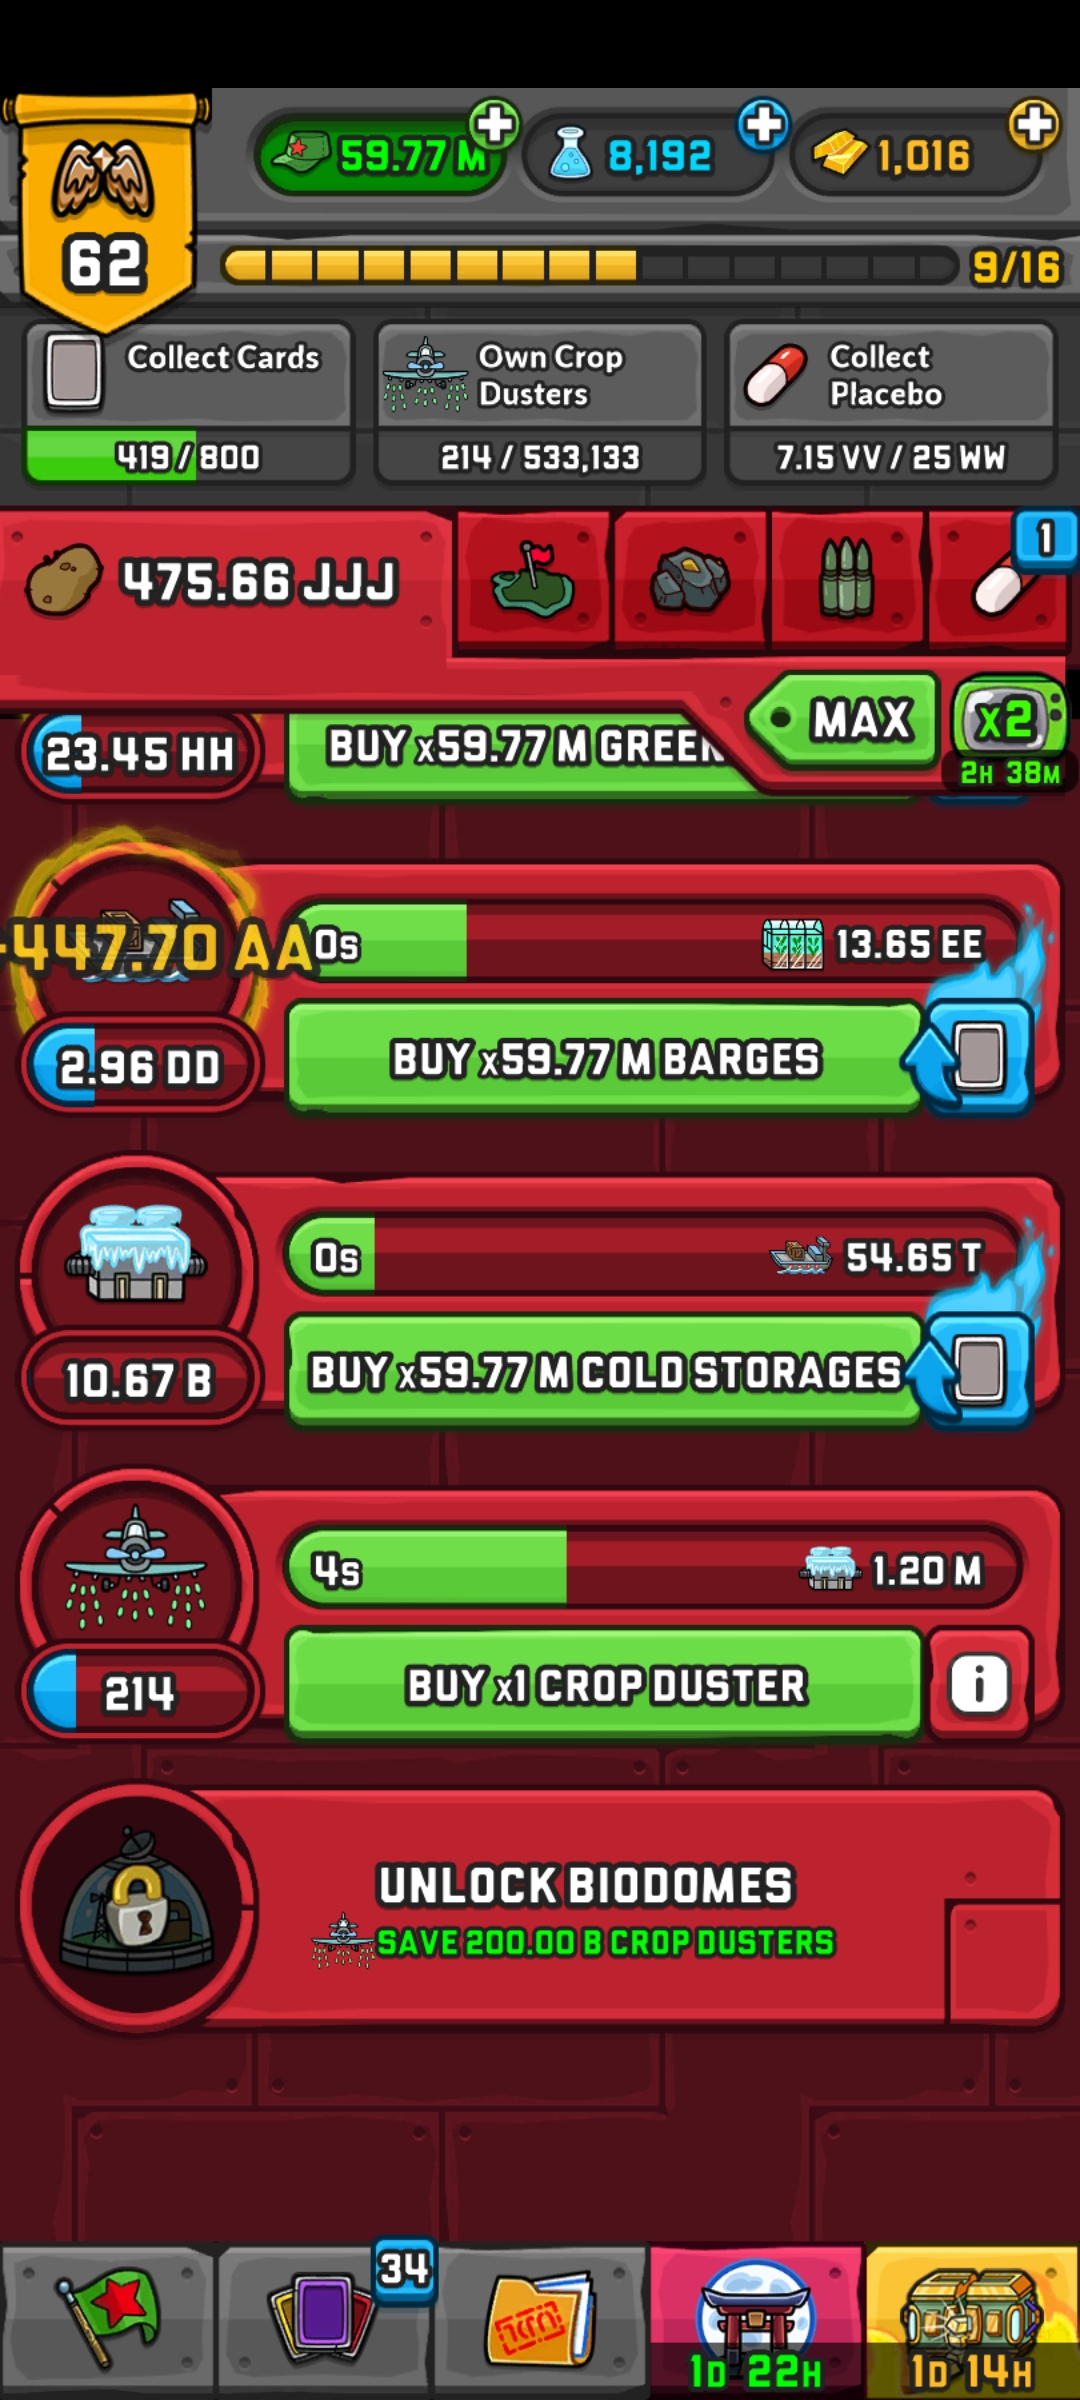 59.77 M
8,192
1,016
62
9/16
Collect Cards
419 / 800
Own Crop
Dusters
214 / 533,133
Collect
Placebo
7.15 VV / 25 WW
475.66 JJJ
1
MAX
x2
2H 38M
23.45 HH
BUY x59.77 M GREEN
447.70 AA
0s
13.65 EE
2.96 DD
BUY x59.77 M BARGES
0s
54.65 T
10.67 B
BUY x59.77 M COLD STORAGES
4s
1.20 M
214
BUY x1 CROP DUSTER
i
UNLOCK BIODOMES
SAVE 200.00 B CROP DUSTERS
34
1D 22H
1D 14H